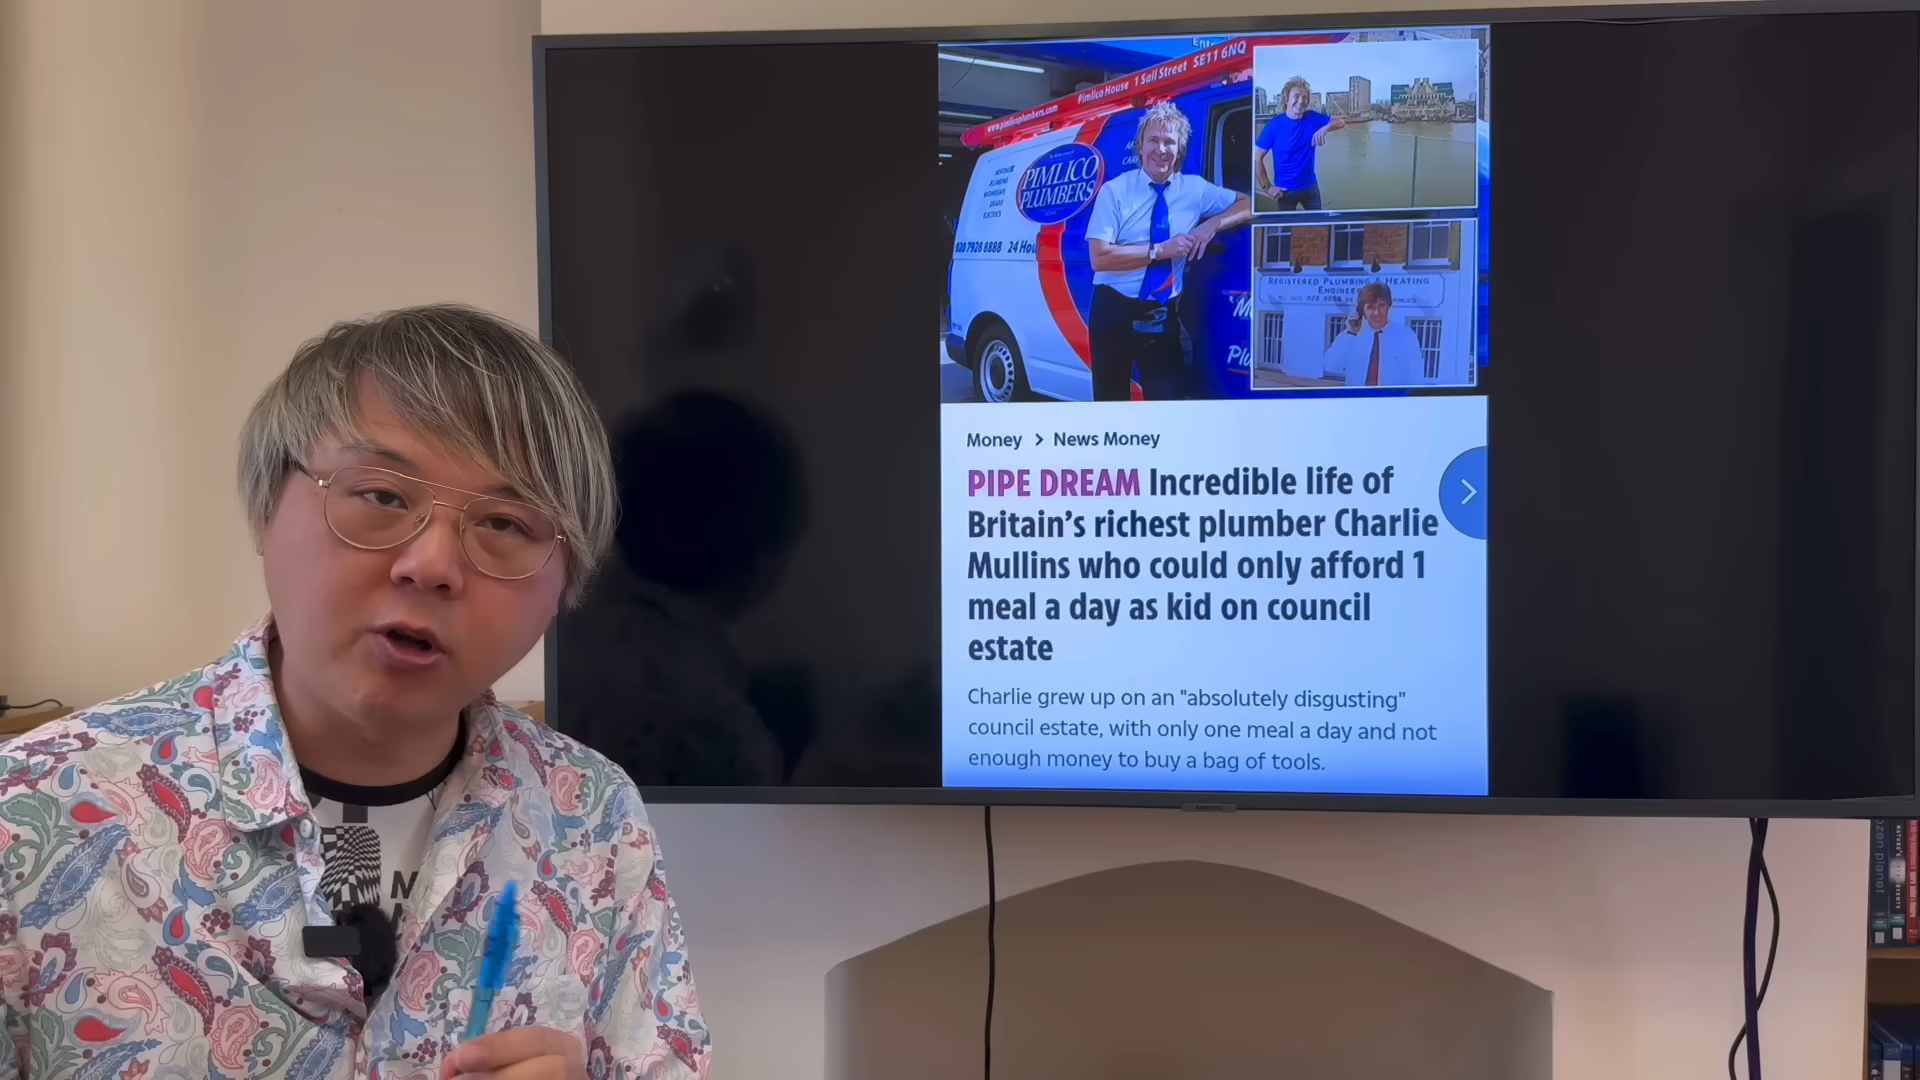 Pimlico House 1 Sail Street SE11 6NQ
www.pimlicoplumbers.com
PIMLICO
PLUMBERS
020 7928 8888 24 Hou
REGISTERED PLUMBING & HEATING
Money > News Money
PIPE DREAM Incredible life of
Britain's richest plumber Charlie
Mullins who could only afford 1
meal a day as kid on council
estate
Charlie grew up on an "absolutely disgusting"
council estate, with only one meal a day and not
enough money to buy a bag of tools.
M
ozen planet